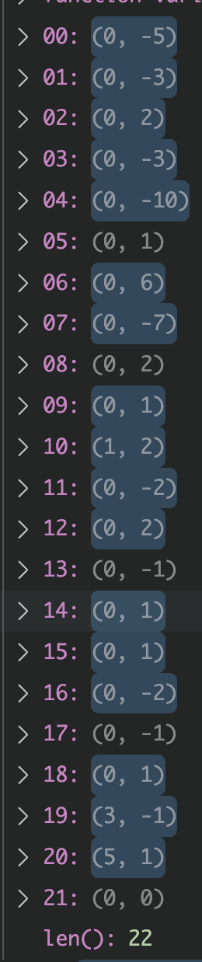 > 00: (0, -5)
> 01: (0, -3)
> 02: (0, 2)
> 03: (0, -3)
> 04: (0, -10)
> 05: (0, 1)
> 06: (0, 6)
> 07: (0, -7)
> 08: (0, 2)
> 09: (0, 1)
> 10: (1, 2)
> 11: (0, -2)
> 12: (0, 2)
> 13: (0, -1)
> 14: (0, 1)
> 15: (0, 1)
> 16: (0, -2)
> 17: (0, -1)
> 18: (0, 1)
> 19: (3, -1)
> 20: (5, 1)
> 21: (0, 0)
len(): 22